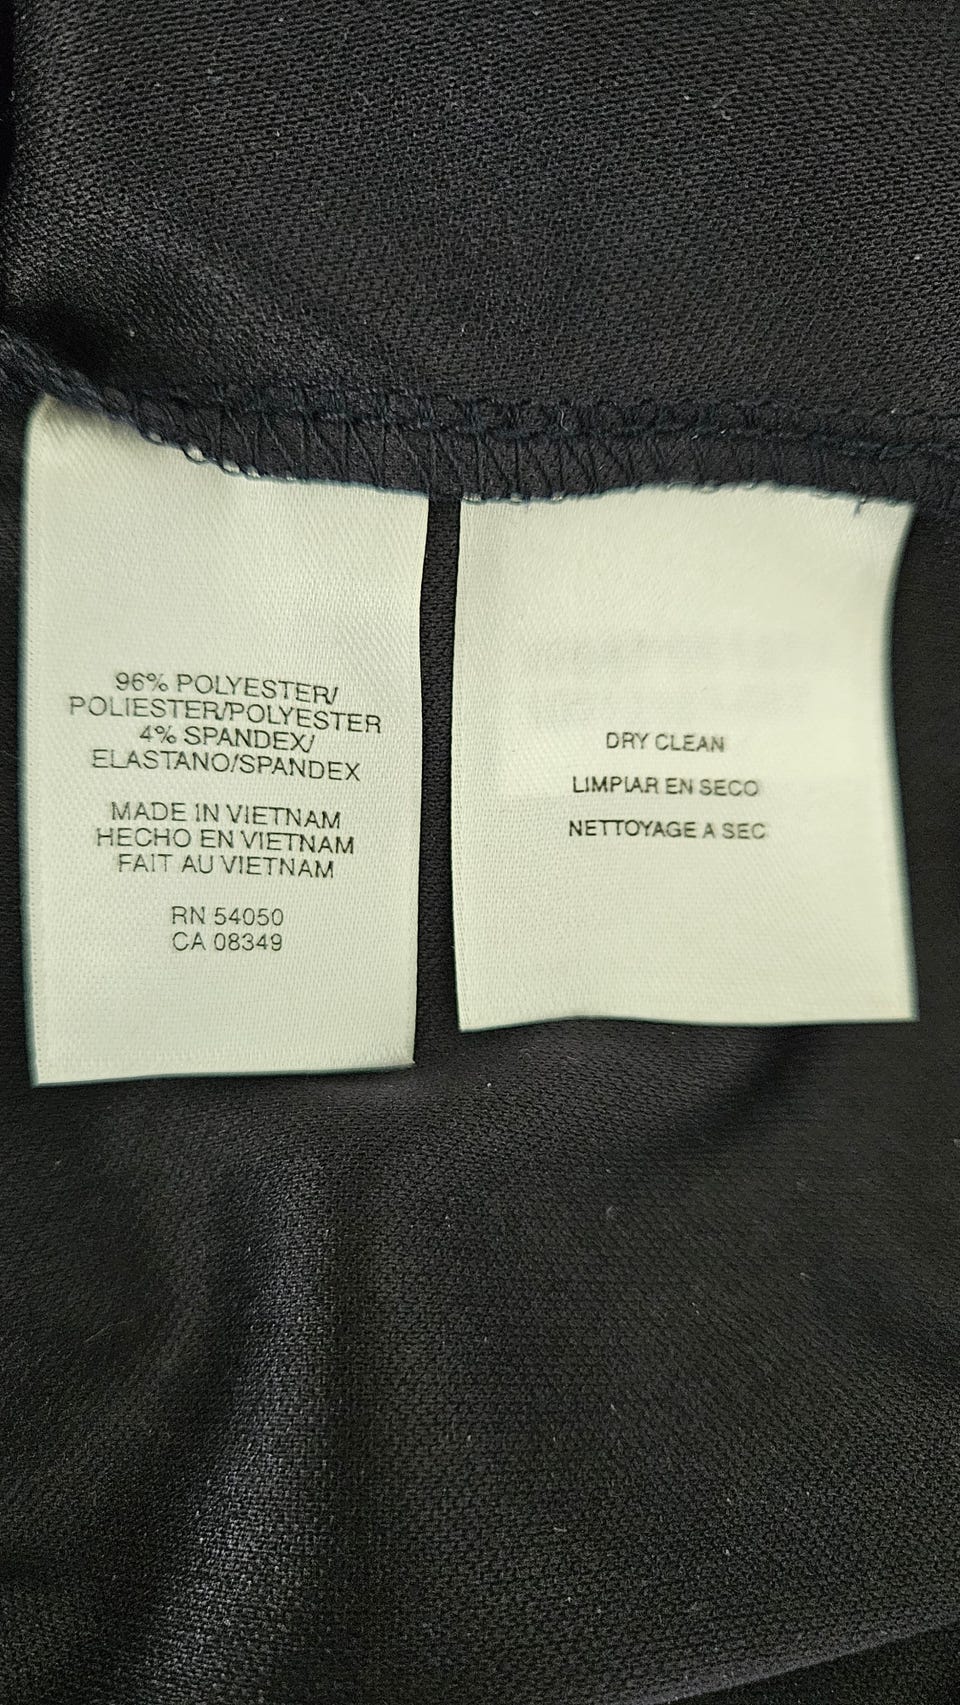 96% POLYESTER/
POLIESTER/POLYESTER
4% SPANDEX/
ELASTANO/SPANDEX
MADE IN VIETNAM
HECHO EN VIETNAM
FAIT AU VIETNAM
RN 54050
CA 08349
DRY CLEAN
LIMPIAR EN SECO
NETTOYAGE A SEC